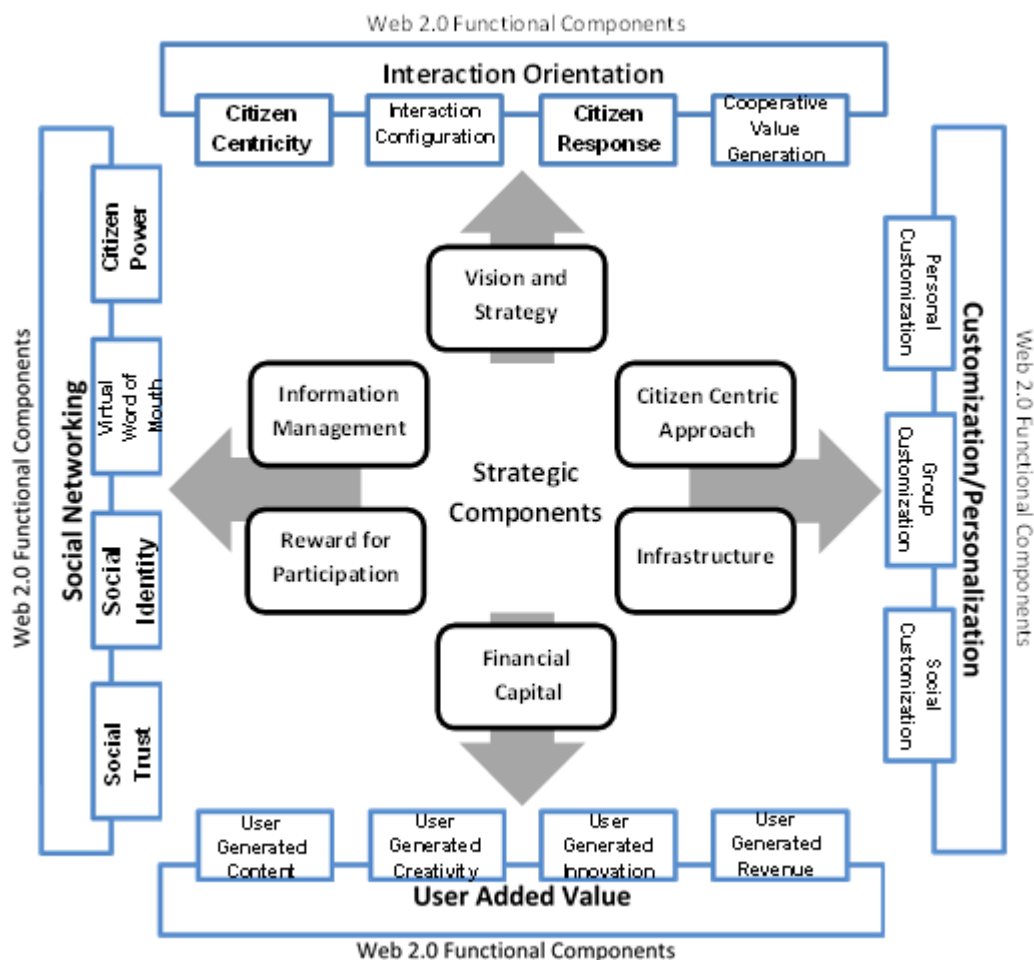 Web 2.0 Functional Components
Interaction Orientation
Citizen
Centricity
Interaction
Configuration
Citizen
Response
Cooperative
Value
Generation
Web 2.0 Functional Components
Social Networking
Citizen
Power
Virtual
Word of
Mouth
Social
Identity
Social
Trust
Vision and
Strategy
Information
Management
Citizen Centric
Approach
Strategic
Components
Reward for
Participation
Infrastructure
Financial
Capital
Personal
Customization
Group
Customization
Social
Customization
Customization/Personalization
Web 2.0 Functional Components
User
Generated
Content
User
Generated
Creativity
User
Generated
Innovation
User
Generated
Revenue
User Added Value
Web 2.0 Functional Components